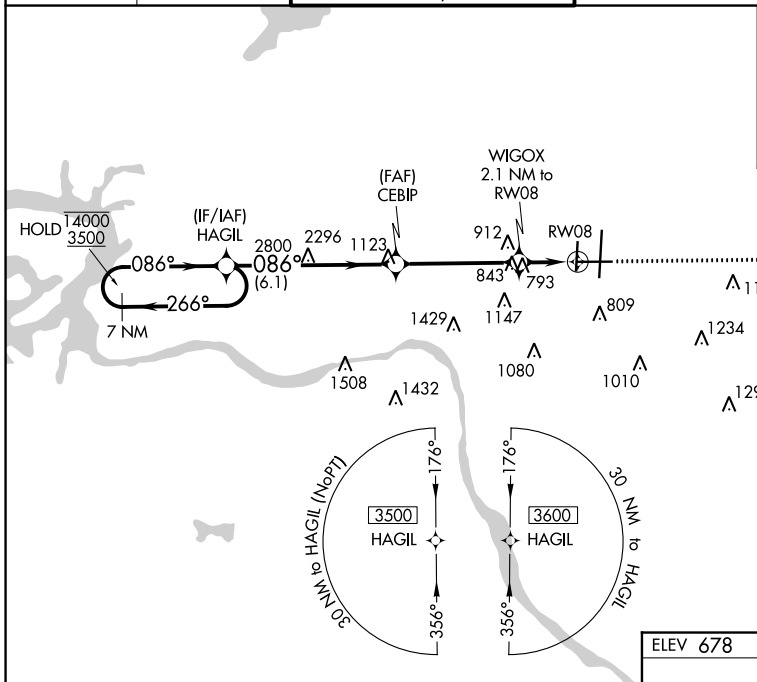 WIGOX
2.1 NM to
RW08
(FAF)
CEBIP
(IF/IAF)
HAGIL
HOLD 14000
3500
RW08
912
2296
1123
2800
086°
086°
(6.1)
843
793
266°
7 NM
1147
809
1429
1234
1080
1010
1508
1432
176°
176°
30 NM to HAGIL (NoPT)
30 NM to HAGIL
3500
HAGIL
3600
HAGIL
356°
356°
ELEV 678